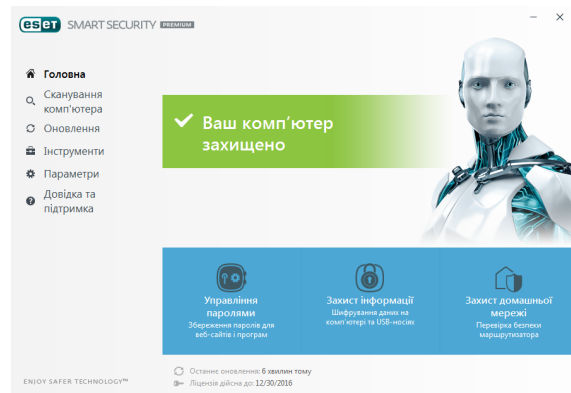 eset SMART SECURITY PREMIUM
Головна
Сканування
комп'ютера
Оновлення
Інструменти
Параметри
Довідка та
підтримка
Ваш комп'ютер
захищено
Управління
паролями
Збереження паролів для
веб-сайтів і програм
Захист інформації
Шифрування даних на
комп'ютері та USB-носіях
Захист домашньої
мережі
Перевірка безпеки
маршрутизатора
Останнє оновлення: 6 хвилин тому
Ліцензія дійсна до: 12/30/2016
ENJOY SAFER TECHNOLOGY™